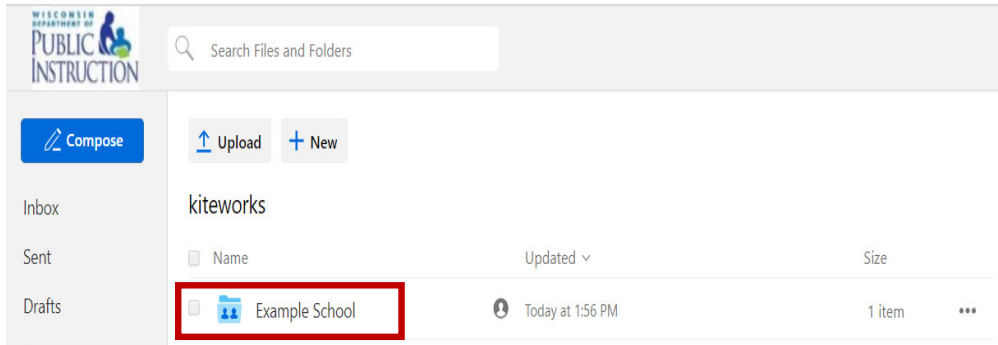 WISCONSIN
DEPARTMENT OF
PUBLIC
INSTRUCTION
Search Files and Folders
Compose
Upload
New
kiteworks
Inbox
Sent
Drafts
Name Updated Size
Example School Today at 1:56 PM 1 item